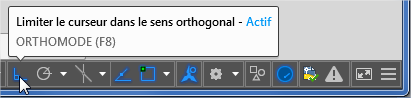 Limiter le curseur dans le sens orthogonal - Actif
ORTHOMODE (F8)